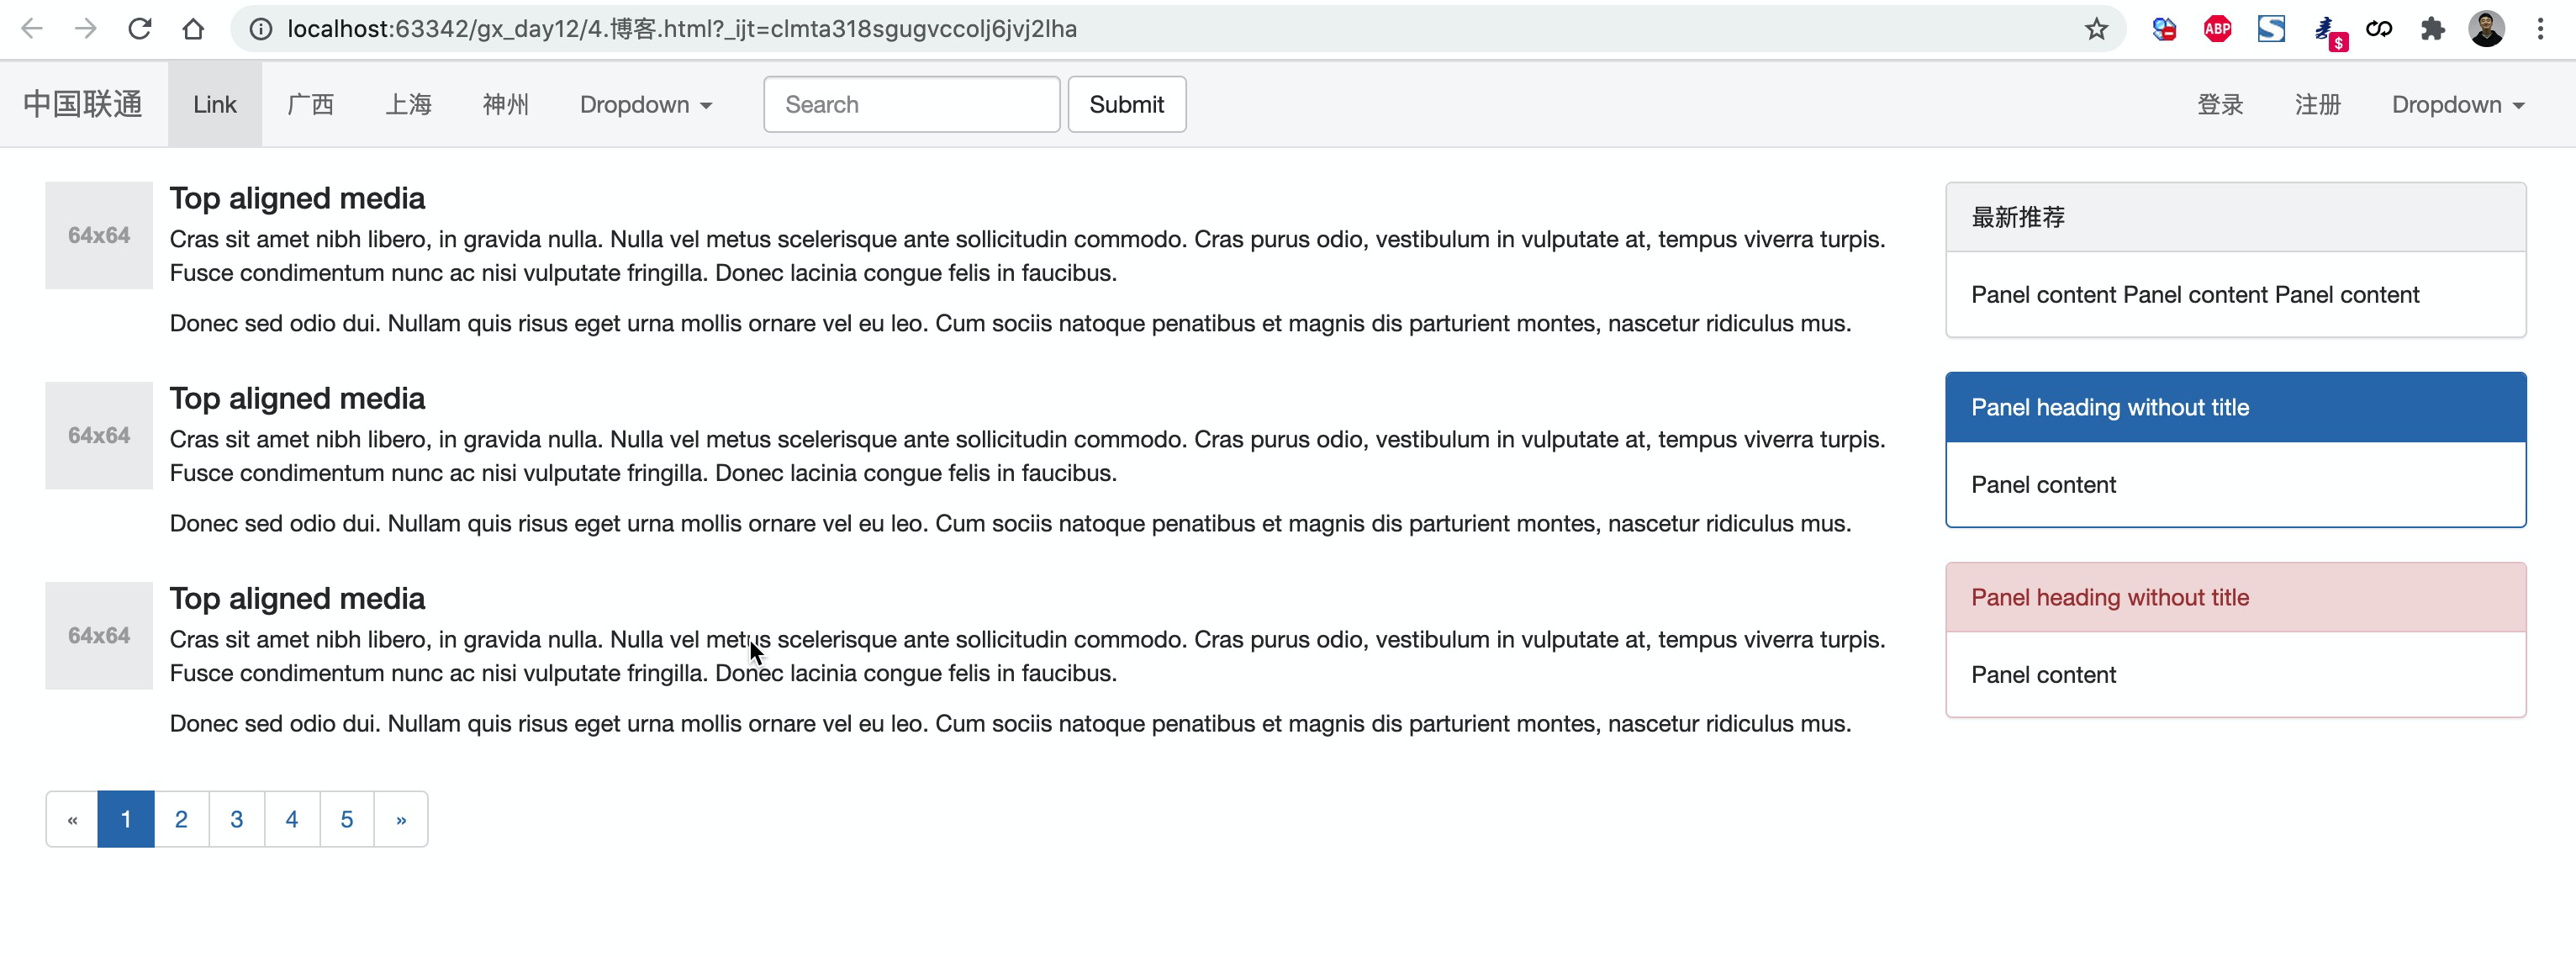 localhost:63342/gx_day12/4.博客.html?_ijt=clmta318sgugvccolj6jvj2lha
ABP
$
中国联通 Link 广西 上海 神州 Dropdown Search Submit 登录 注册 Dropdown
64x64
Top aligned media
Cras sit amet nibh libero, in gravida nulla. Nulla vel metus scelerisque ante sollicitudin commodo. Cras purus odio, vestibulum in vulputate at, tempus viverra turpis.
Fusce condimentum nunc ac nisi vulputate fringilla. Donec lacinia congue felis in faucibus.
Donec sed odio dui. Nullam quis risus eget urna mollis ornare vel eu leo. Cum sociis natoque penatibus et magnis dis parturient montes, nascetur ridiculus mus.
64x64
Top aligned media
Cras sit amet nibh libero, in gravida nulla. Nulla vel metus scelerisque ante sollicitudin commodo. Cras purus odio, vestibulum in vulputate at, tempus viverra turpis.
Fusce condimentum nunc ac nisi vulputate fringilla. Donec lacinia congue felis in faucibus.
Donec sed odio dui. Nullam quis risus eget urna mollis ornare vel eu leo. Cum sociis natoque penatibus et magnis dis parturient montes, nascetur ridiculus mus.
64x64
Top aligned media
Cras sit amet nibh libero, in gravida nulla. Nulla vel metus scelerisque ante sollicitudin commodo. Cras purus odio, vestibulum in vulputate at, tempus viverra turpis.
Fusce condimentum nunc ac nisi vulputate fringilla. Donec lacinia congue felis in faucibus.
Donec sed odio dui. Nullam quis risus eget urna mollis ornare vel eu leo. Cum sociis natoque penatibus et magnis dis parturient montes, nascetur ridiculus mus.
« 1 2 3 4 5 »
最新推荐
Panel content Panel content Panel content
Panel heading without title
Panel content
Panel heading without title
Panel content